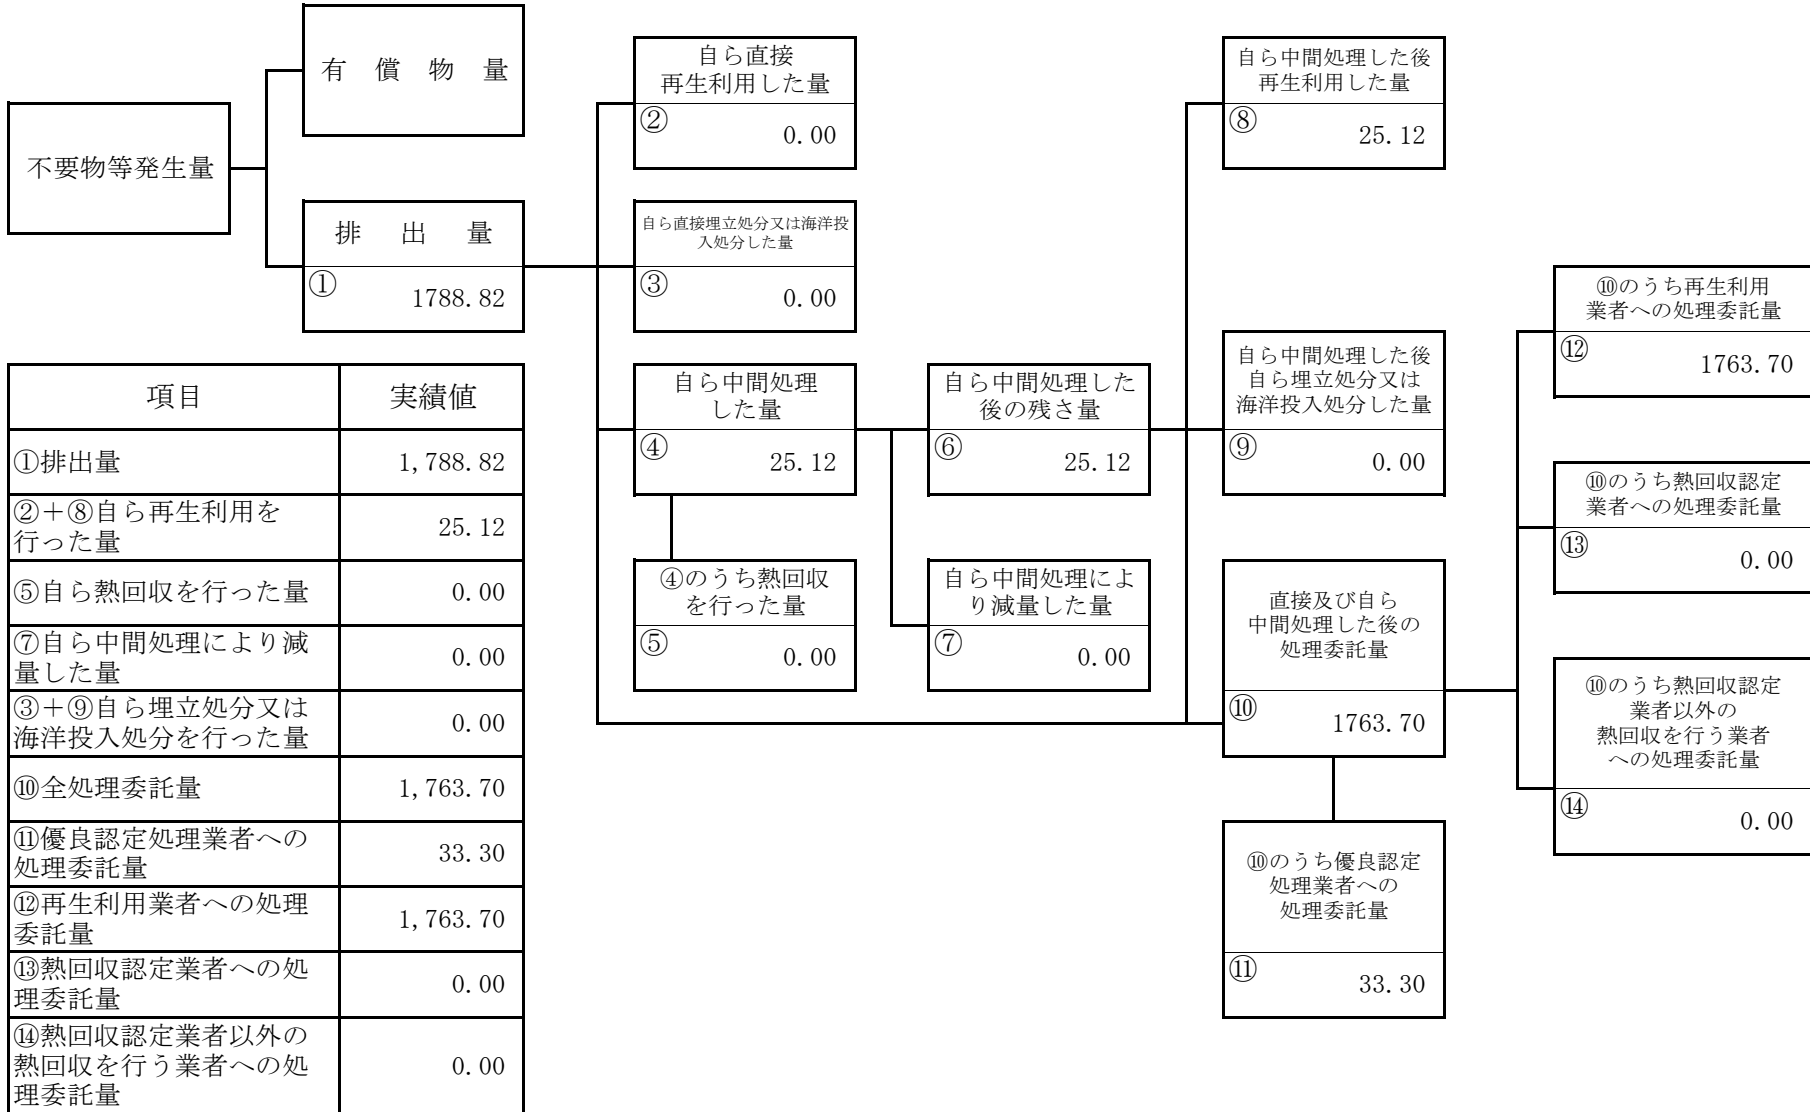 有償物量
不要物等発生量
排出量
①
1788.82
自ら直接
再生利用した量
②
0.00
自ら直接埋立処分又は海洋投
入処分した量
③
0.00
自ら中間処理
した量
④
25.12
④のうち熱回収
を行った量
⑤
0.00
自ら中間処理した
後の残さ量
⑥
25.12
自ら中間処理によ
り減量した量
⑦
0.00
自ら中間処理した後
再生利用した量
⑧
25.12
自ら中間処理した後
自ら埋立処分又は
海洋投入処分した量
⑨
0.00
直接及び自ら
中間処理した後の
処理委託量
⑩
1763.70
⑩のうち優良認定
処理業者への
処理委託量
⑪
33.30
⑩のうち再生利用
業者への処理委託量
⑫
1763.70
⑩のうち熱回収認定
業者への処理委託量
⑬
0.00
⑩のうち熱回収認定
業者以外の
熱回収を行う業者
への処理委託量
⑭
0.00
項目 実績値
①排出量 1,788.82
②＋⑧自ら再生利用を
行った量 25.12
⑤自ら熱回収を行った量 0.00
⑦自ら中間処理により減
量した量 0.00
③＋⑨自ら埋立処分又は
海洋投入処分を行った量 0.00
⑩全処理委託量 1,763.70
⑪優良認定処理業者への
処理委託量 33.30
⑫再生利用業者への処理
委託量 1,763.70
⑬熱回収認定業者への処
理委託量 0.00
⑭熱回収認定業者以外の
熱回収を行う業者への処
理委託量 0.00